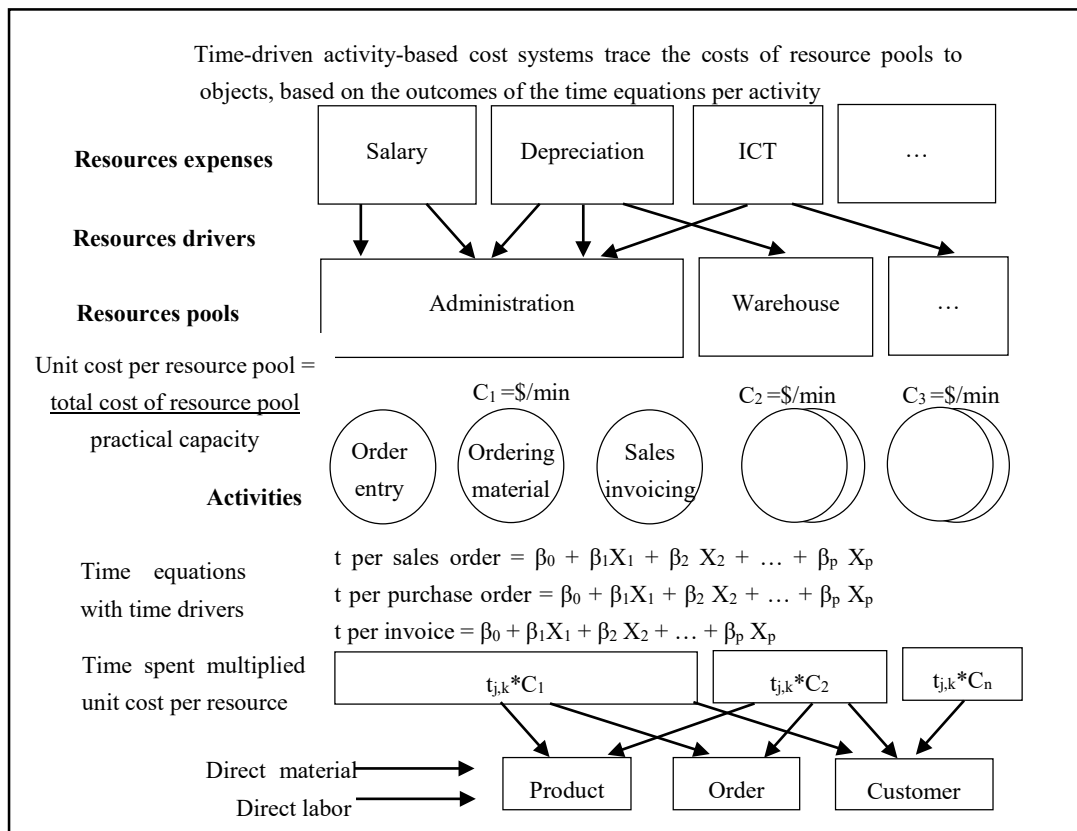 Time-driven activity-based cost systems trace the costs of resource pools to
objects, based on the outcomes of the time equations per activity
Resources expenses
Salary
Depreciation
ICT
…
Resources drivers
Resources pools
Administration
Warehouse
…
Unit cost per resource pool =
total cost of resource pool
practical capacity
C₁ =$/min
C₂ =$/min
C₃ =$/min
Activities
Order
entry
Ordering
material
Sales
invoicing
Time equations
with time drivers
t per sales order = β₀ + β₁X₁ + β₂ X₂ + … + βₚ Xₚ
t per purchase order = β₀ + β₁X₁ + β₂ X₂ + … + βₚ Xₚ
t per invoice = β₀ + β₁X₁ + β₂ X₂ + … + βₚ Xₚ
Time spent multiplied
unit cost per resource
tⱼ,ₖ*C₁
tⱼ,ₖ*C₂
tⱼ,ₖ*Cₙ
Direct material
Direct labor
Product
Order
Customer